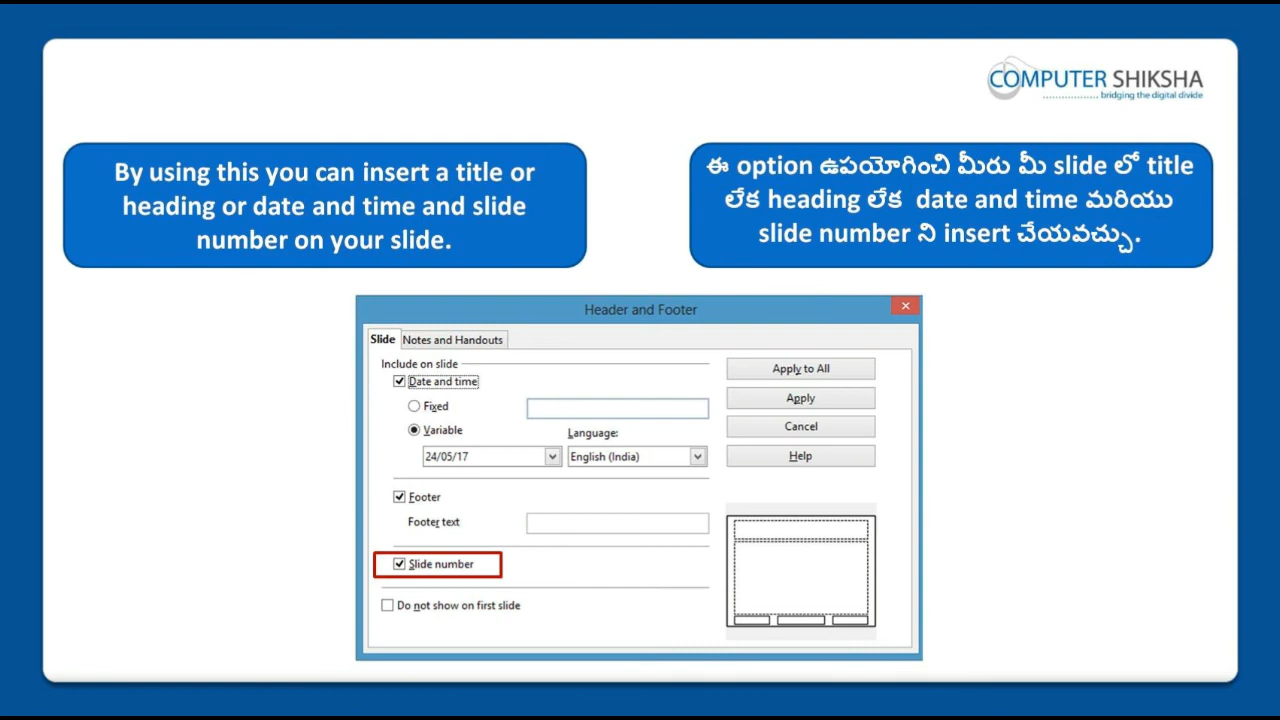 COMPUTER SHIKSHA
bridging the digital divide
By using this you can insert a title or
heading or date and time and slide
number on your slide.
ఈ option ఉపయోగించి మీరు మీ slide లో title
లేక heading లేక date and time మరియు
slide number ని insert చేయవచ్చు.
Header and Footer
Slide
Notes and Handouts
Include on slide
Date and time
Fixed
Variable
Language:
24/05/17
English (India)
Footer
Footer text
Slide number
Do not show on first slide
Apply to All
Apply
Cancel
Help